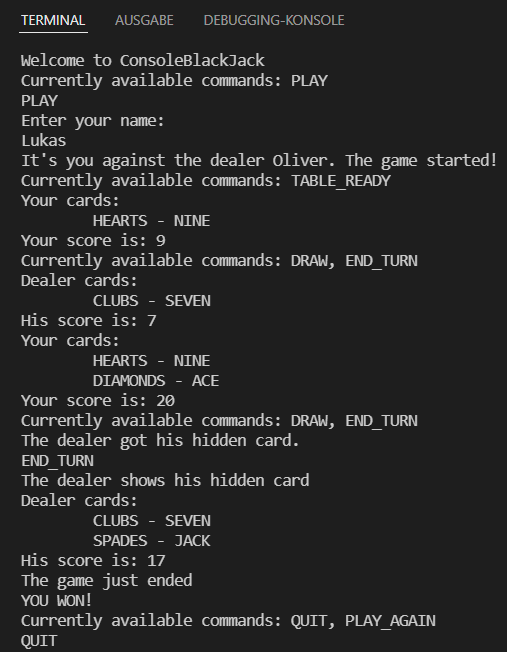 TERMINAL AUSGABE DEBUGGING-KONSOLE
Welcome to ConsoleBlackJack
Currently available commands: PLAY
PLAY
Enter your name:
Lukas
It's you against the dealer Oliver. The game started!
Currently available commands: TABLE_READY
Your cards:
HEARTS - NINE
Your score is: 9
Currently available commands: DRAW, END_TURN
Dealer cards:
CLUBS - SEVEN
His score is: 7
Your cards:
HEARTS - NINE
DIAMONDS - ACE
Your score is: 20
Currently available commands: DRAW, END_TURN
The dealer got his hidden card.
END_TURN
The dealer shows his hidden card
Dealer cards:
CLUBS - SEVEN
SPADES - JACK
His score is: 17
The game just ended
YOU WON!
Currently available commands: QUIT, PLAY_AGAIN
QUIT